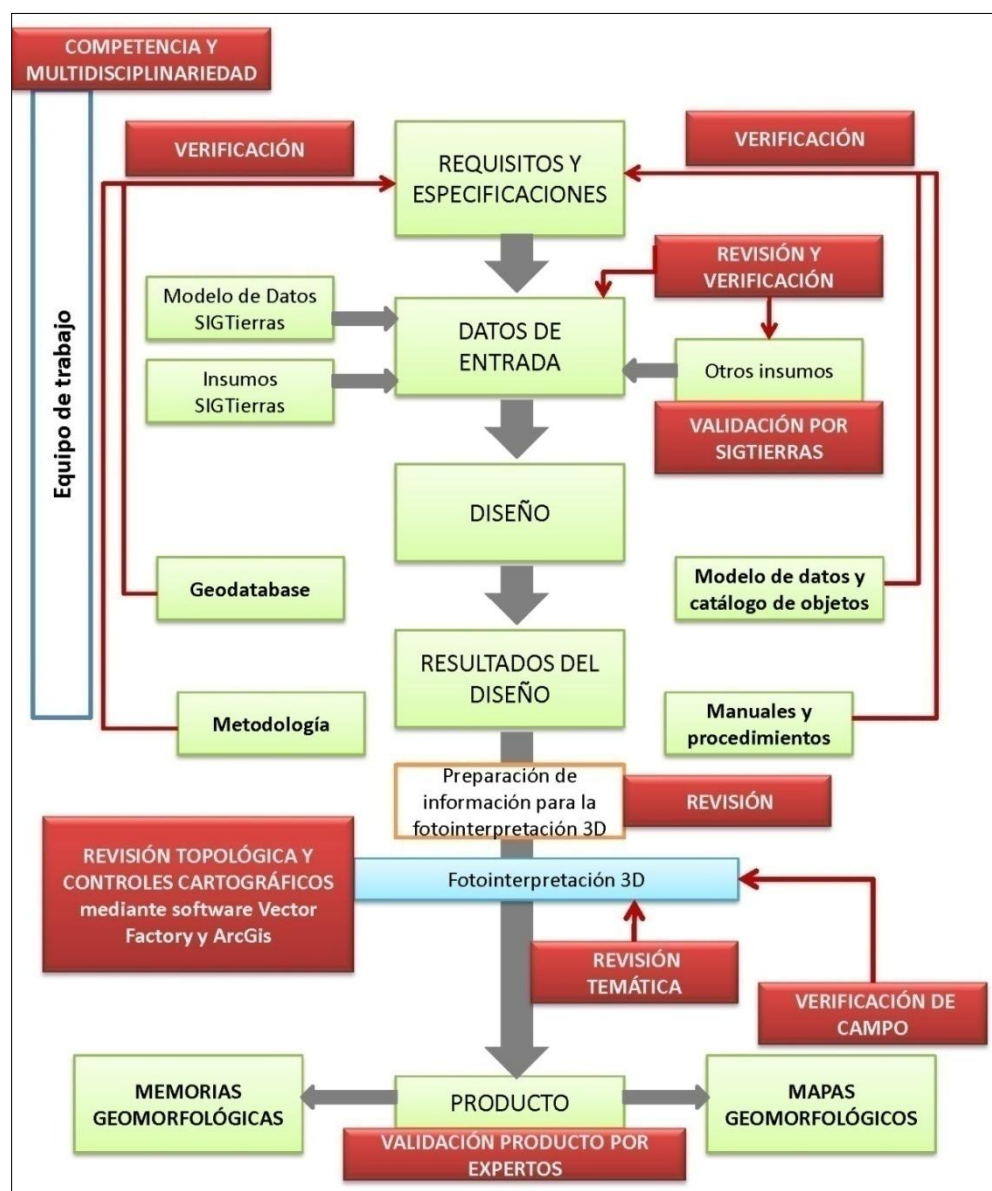 COMPETENCIA Y
MULTIDISCIPLINARIEDAD
Equipo de trabajo
VERIFICACIÓN
REQUISITOS Y
ESPECIFICACIONES
VERIFICACIÓN
REVISIÓN Y
VERIFICACIÓN
Modelo de Datos
SIGTierras
DATOS DE
ENTRADA
Insumos
SIGTierras
Otros insumos
VALIDACIÓN POR
SIGTIERRAS
DISEÑO
Geodatabase
Modelo de datos y
catálogo de objetos
RESULTADOS DEL
DISEÑO
Metodología
Manuales y
procedimientos
Preparación de
información para la
fotointerpretación 3D
REVISIÓN
REVISIÓN TOPOLÓGICA Y
CONTROLES CARTOGRÁFICOS
mediante software Vector
Factory y ArcGis
Fotointerpretación 3D
REVISIÓN
TEMÁTICA
VERIFICACIÓN DE
CAMPO
MEMORIAS
GEOMORFOLÓGICAS
PRODUCTO
MAPAS
GEOMORFOLÓGICOS
VALIDACIÓN PRODUCTO POR
EXPERTOS